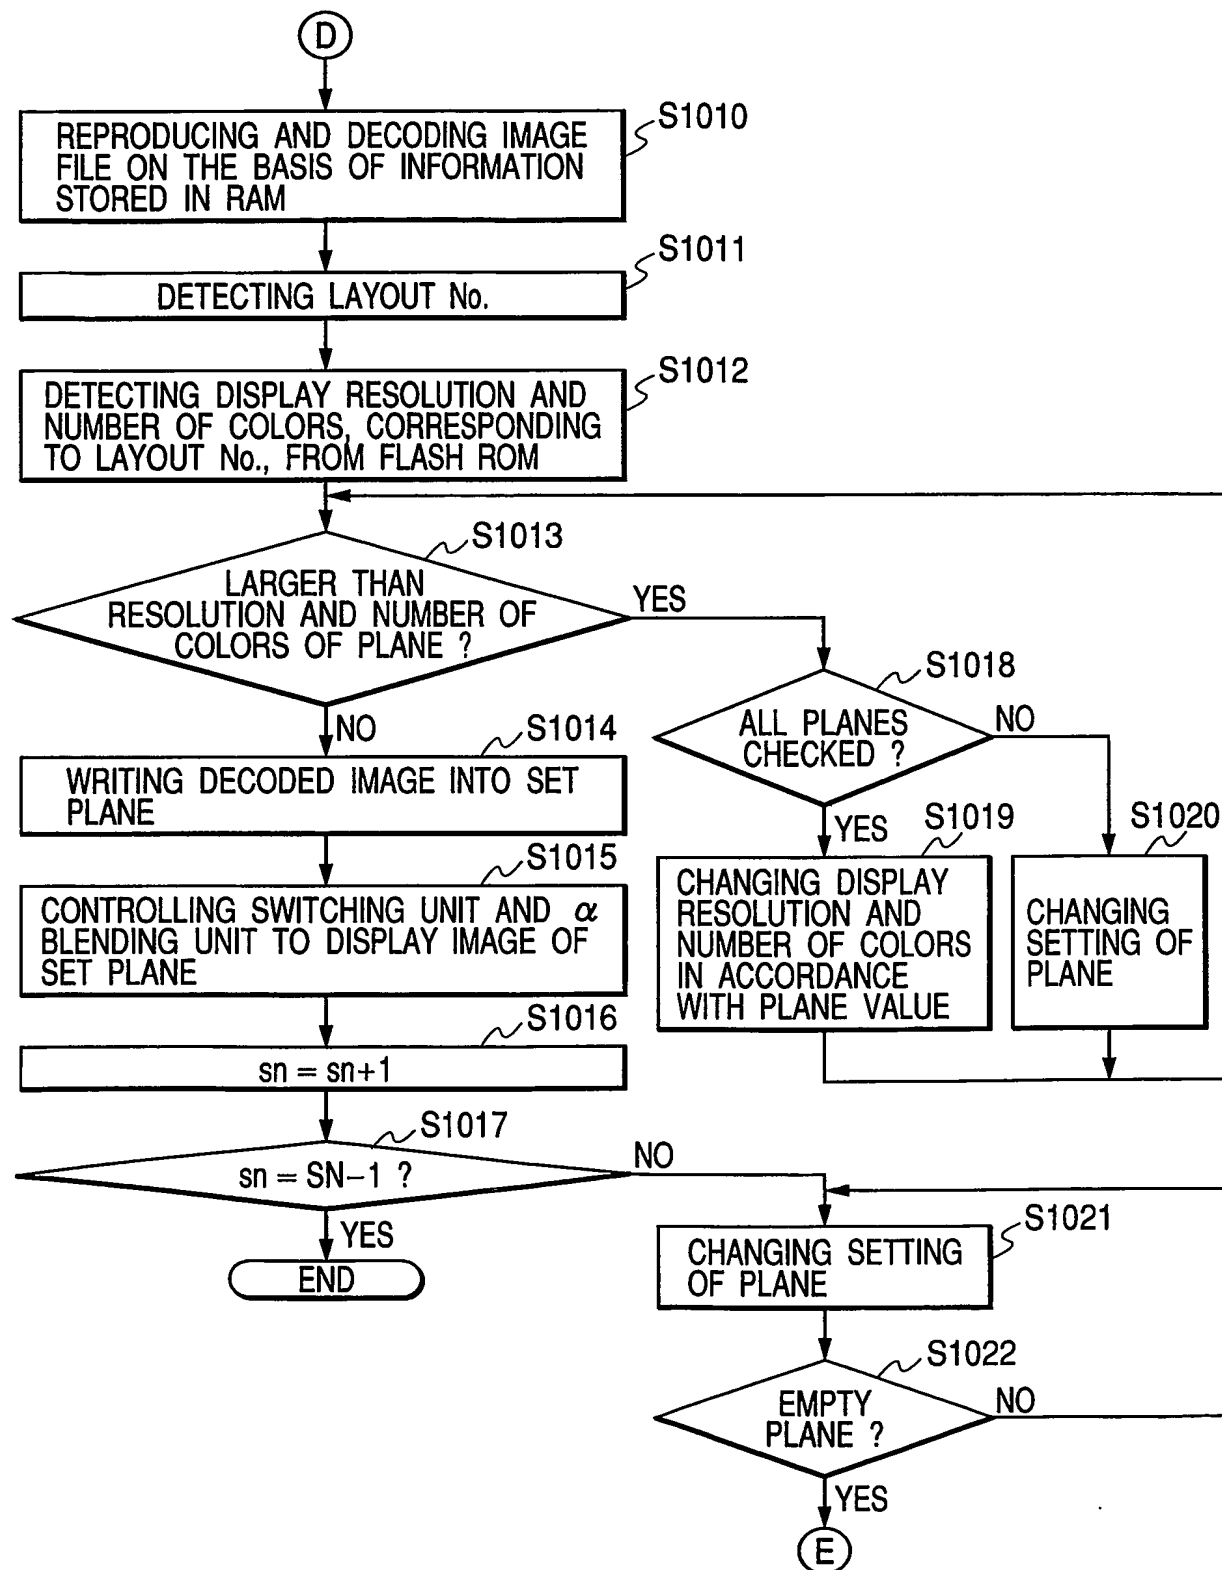 D
S1010
REPRODUCING AND DECODING IMAGE
FILE ON THE BASIS OF INFORMATION
STORED IN RAM
S1011
DETECTING LAYOUT No.
S1012
DETECTING DISPLAY RESOLUTION AND
NUMBER OF COLORS, CORRESPONDING
TO LAYOUT No., FROM FLASH ROM
S1013
LARGER THAN
RESOLUTION AND NUMBER OF
COLORS OF PLANE ?
YES
NO
S1014
WRITING DECODED IMAGE INTO SET
PLANE
S1015
CONTROLLING SWITCHING UNIT AND α
BLENDING UNIT TO DISPLAY IMAGE OF
SET PLANE
S1016
sn = sn+1
S1017
sn = SN-1 ?
NO
YES
END
S1018
ALL PLANES
CHECKED ?
NO
YES
S1019
CHANGING DISPLAY
RESOLUTION AND
NUMBER OF COLORS
IN ACCORDANCE
WITH PLANE VALUE
S1020
CHANGING
SETTING OF
PLANE
S1021
CHANGING SETTING
OF PLANE
S1022
EMPTY
PLANE ?
NO
YES
E